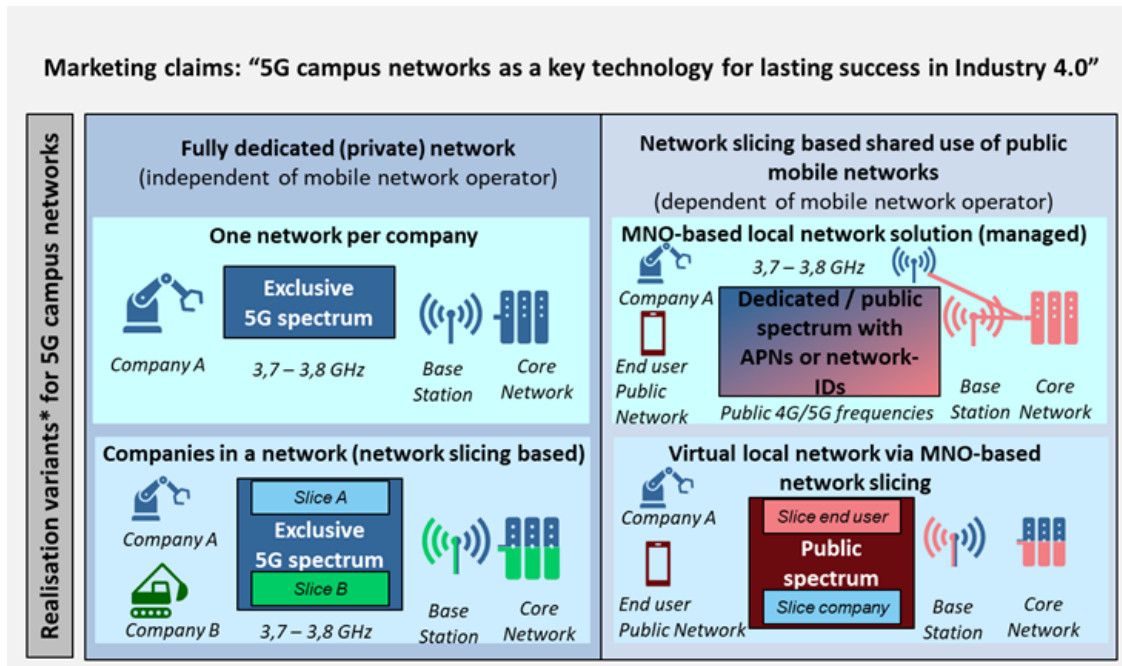 Marketing claims: “5G campus networks as a key technology for lasting success in Industry 4.0”
Realisation variants* for 5G campus networks
Fully dedicated (private) network
(independent of mobile network operator)
One network per company
Exclusive
5G spectrum
Company A
3,7 – 3,8 GHz
Base
Station
Core
Network
Companies in a network (network slicing based)
Company A
Company B
Slice A
Exclusive
5G spectrum
Slice B
3,7 – 3,8 GHz
Base
Station
Core
Network
Network slicing based shared use of public
mobile networks
(dependent of mobile network operator)
MNO-based local network solution (managed)
3,7 – 3,8 GHz
Company A
End user
Public
Network
Dedicated / public
spectrum with
APNs or network-
IDs
Public 4G/5G frequencies
Base
Station
Core
Network
Virtual local network via MNO-based
network slicing
Company A
End user
Public Network
Slice end user
Public
spectrum
Slice company
Base
Station
Core
Network